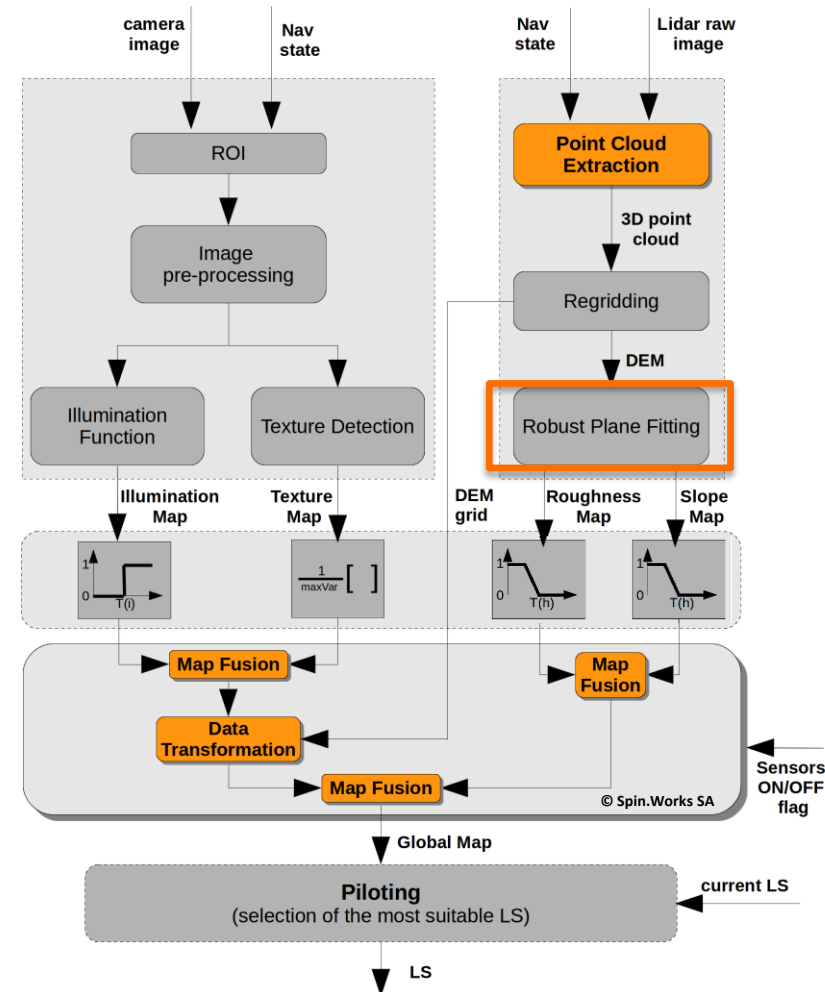 camera
image
Nav
state
Nav
state
Lidar raw
image
ROI
Point Cloud
Extraction
3D point
cloud
Image
pre-processing
Regridding
DEM
Illumination
Function
Texture Detection
Robust Plane Fitting
Illumination
Map
Texture
Map
DEM
grid
Roughness
Map
Slope
Map
1
0
T(i)
1
maxVar
[ ]
1
0
T(h)
1
0
T(h)
Map Fusion
Map
Fusion
Data
Transformation
Map Fusion
© Spin.Works SA
Sensors
ON/OFF
flag
Global Map
Piloting
(selection of the most suitable LS)
current LS
LS